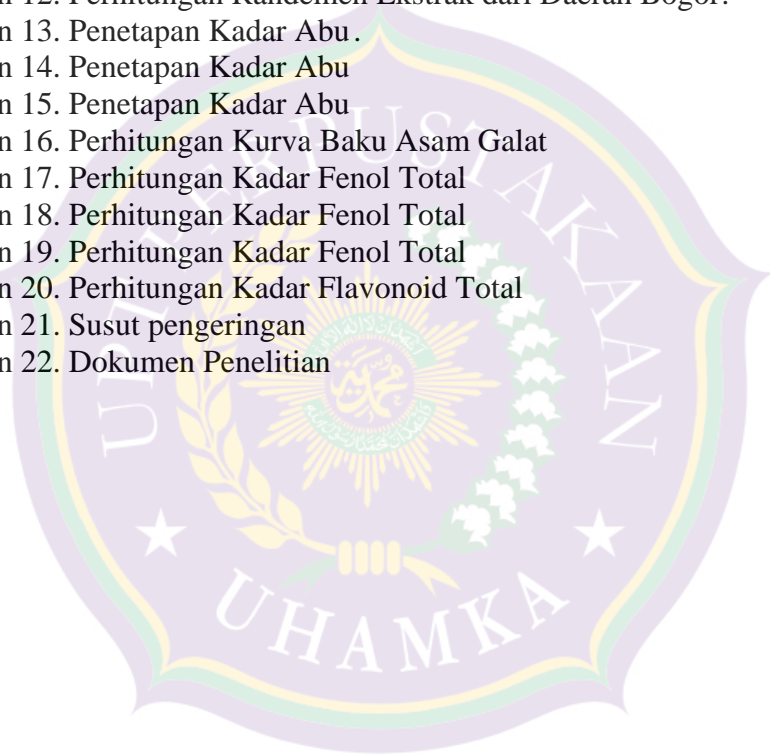 n 12. Perhitungan Randemen Ekstrak dari Daerah Bogor.
n 13. Penetapan Kadar Abu.
n 14. Penetapan Kadar Abu
n 15. Penetapan Kadar Abu
n 16. Perhitungan Kurva Baku Asam Galat
n 17. Perhitungan Kadar Fenol Total
n 18. Perhitungan Kadar Fenol Total
n 19. Perhitungan Kadar Fenol Total
n 20. Perhitungan Kadar Flavonoid Total
n 21. Susut pengeringan
n 22. Dokumen Penelitian
UPT PERPUSTAKAAN
UHAMKA